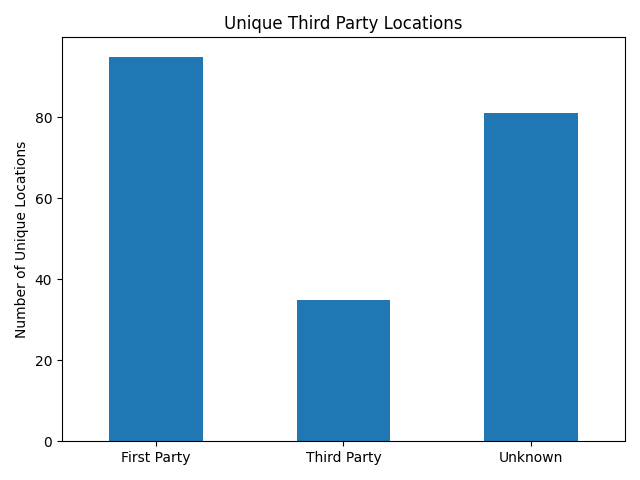 Unique Third Party Locations
Number of Unique Locations
80
60
40
20
0
First Party
Third Party
Unknown